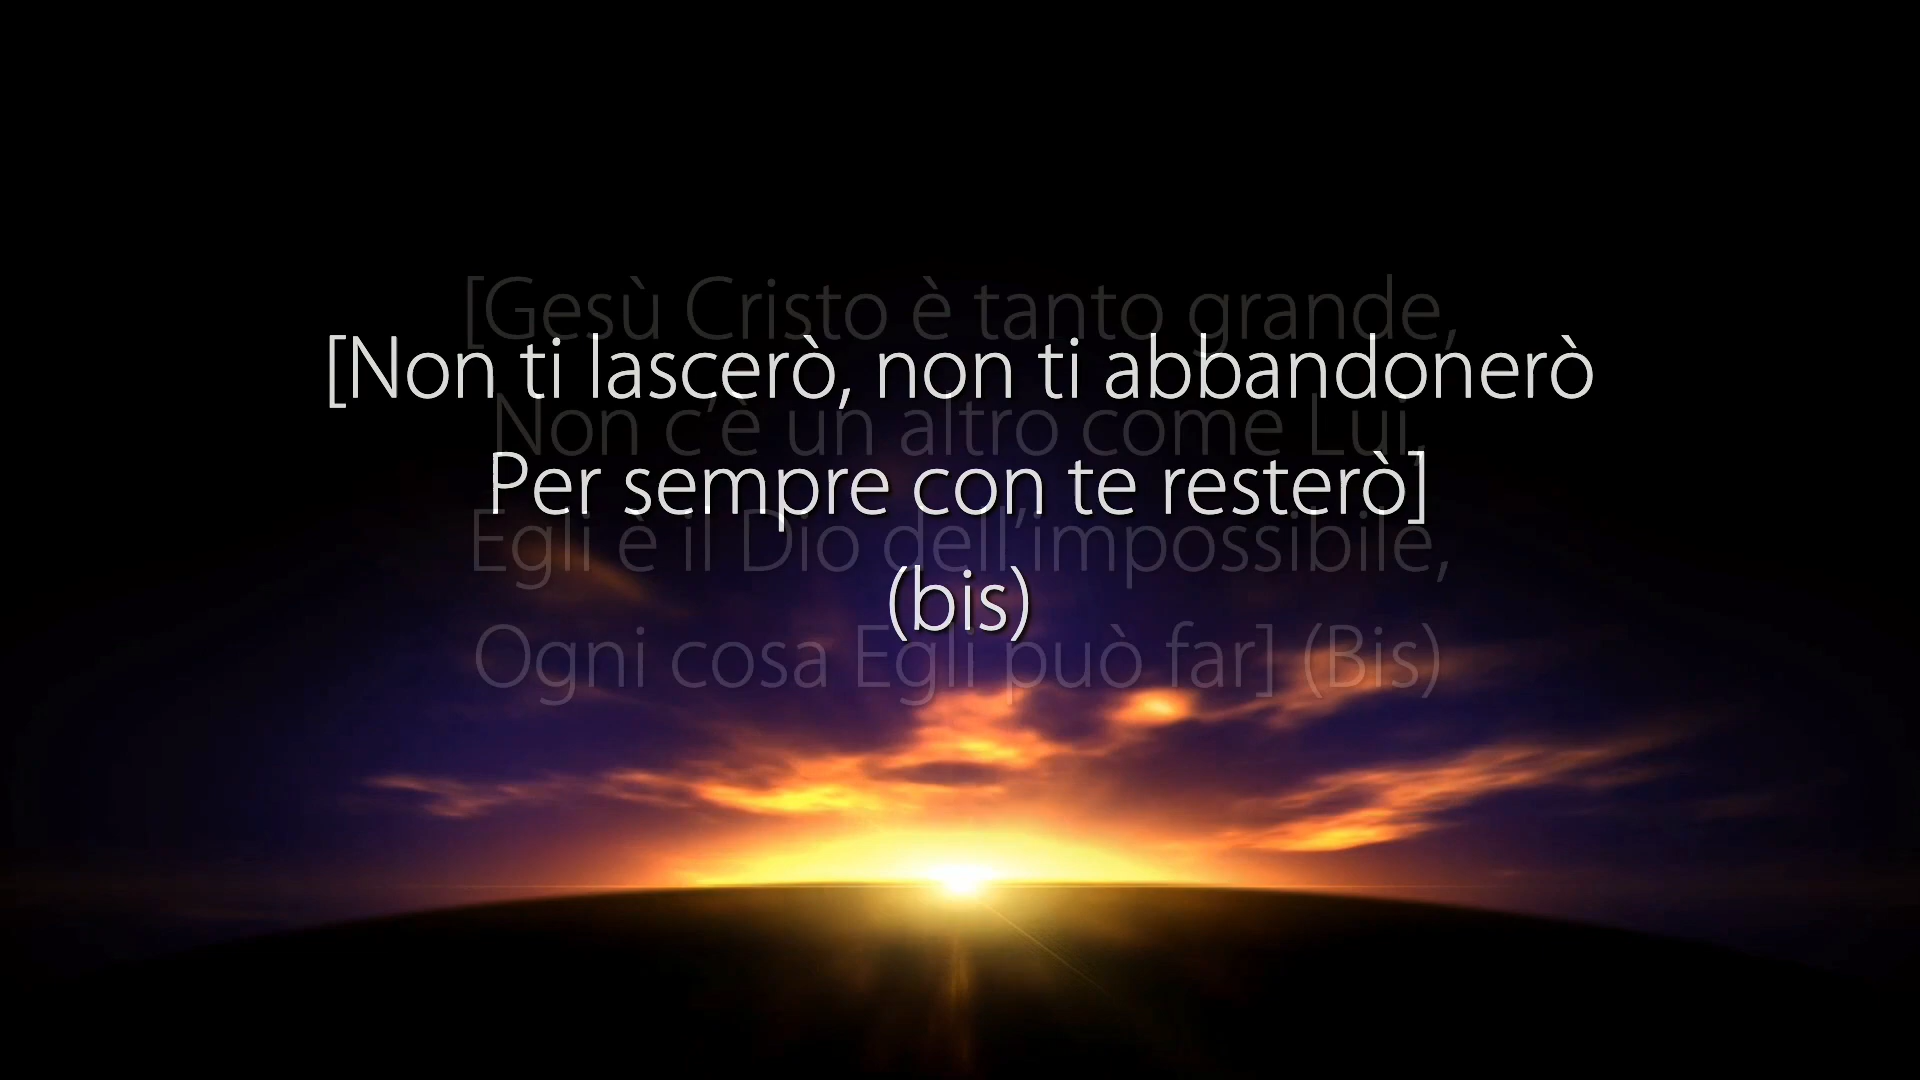 [Gesù Cristo è tanto grande,
[Non ti lascerò, non ti abbandonerò
Non c'è un altro come Lui,
Per sempre con te resterò]
Egli è il Dio dell'impossibile,
(bis)
Ogni cosa Egli può far] (Bis)